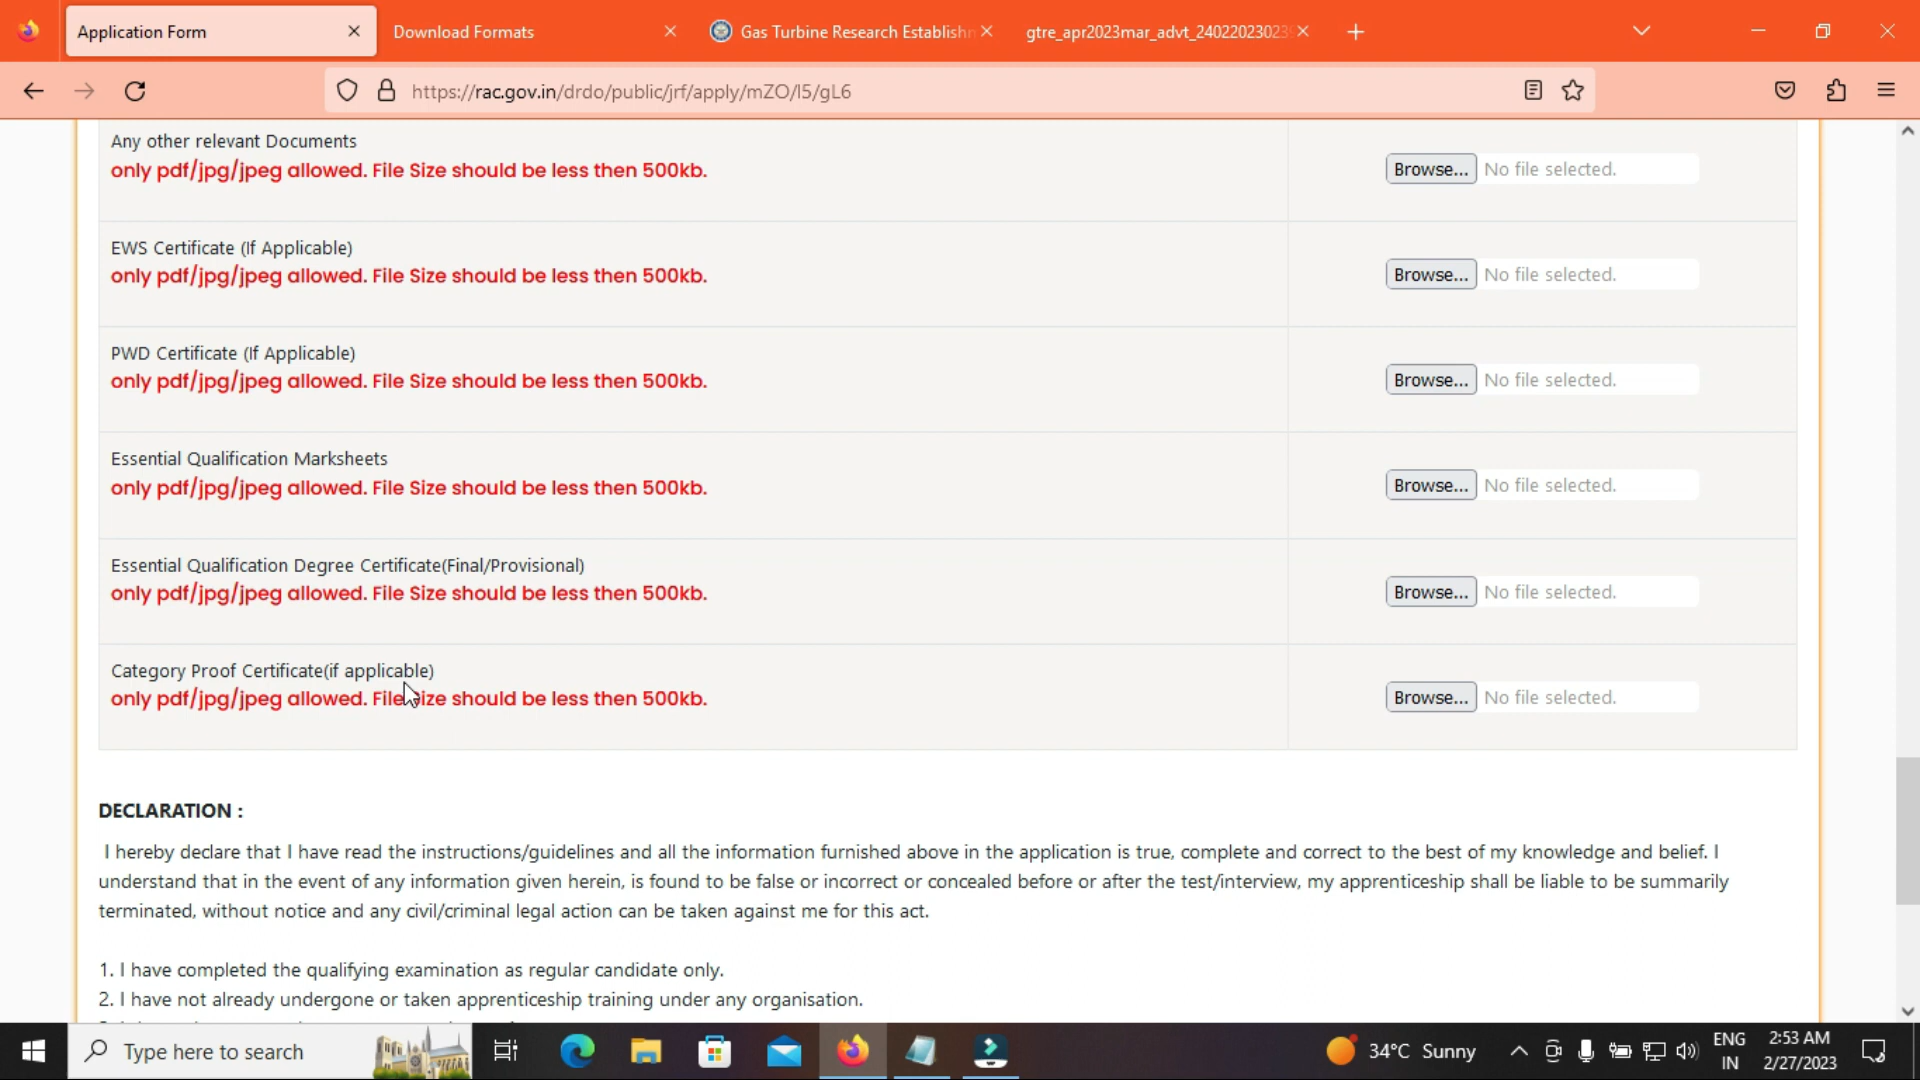 Application Form
Download Formats
Gas Turbine Research Establishm
gtre_apr2023mar_advt_2402202302
https://rac.gov.in/drdo/public/jrf/apply/mZO/I5/gL6
Any other relevant Documents
only pdf/jpg/jpeg allowed. File Size should be less then 500kb.
Browse... No file selected.
EWS Certificate (If Applicable)
only pdf/jpg/jpeg allowed. File Size should be less then 500kb.
Browse... No file selected.
PWD Certificate (If Applicable)
only pdf/jpg/jpeg allowed. File Size should be less then 500kb.
Browse... No file selected.
Essential Qualification Marksheets
only pdf/jpg/jpeg allowed. File Size should be less then 500kb.
Browse... No file selected.
Essential Qualification Degree Certificate(Final/Provisional)
only pdf/jpg/jpeg allowed. File Size should be less then 500kb.
Browse... No file selected.
Category Proof Certificate(if applicable)
only pdf/jpg/jpeg allowed. File Size should be less then 500kb.
Browse... No file selected.
DECLARATION :
I hereby declare that I have read the instructions/guidelines and all the information furnished above in the application is true, complete and correct to the best of my knowledge and belief. I
understand that in the event of any information given herein, is found to be false or incorrect or concealed before or after the test/interview, my apprenticeship shall be liable to be summarily
terminated, without notice and any civil/criminal legal action can be taken against me for this act.
1. I have completed the qualifying examination as regular candidate only.
2. I have not already undergone or taken apprenticeship training under any organisation.
Type here to search
34°C Sunny
ENG
IN
2:53 AM
2/27/2023